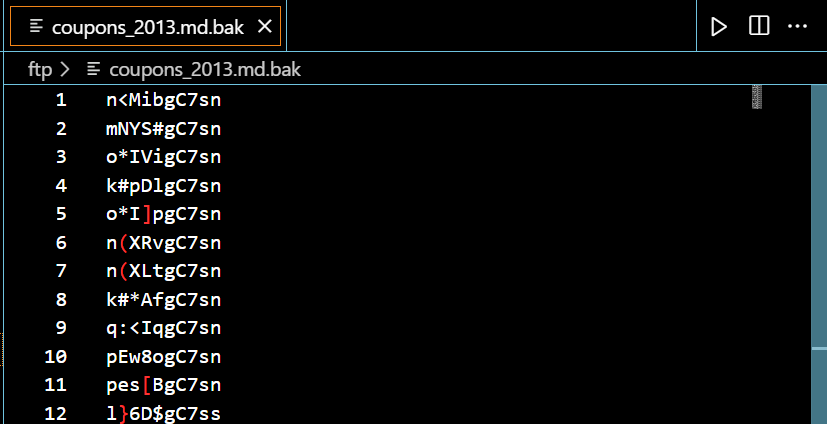 coupons_2013.md.bak
ftp > coupons_2013.md.bak
1 n<MibgC7sn
2 mNYS#gC7sn
3 o*IVigC7sn
4 k#pDlgC7sn
5 o*I]pgC7sn
6 n(XRvgC7sn
7 n(XLtgC7sn
8 k#*AfgC7sn
9 q:<IqgC7sn
10 pEw8ogC7sn
11 pes[BgC7sn
12 l}6D$gC7ss